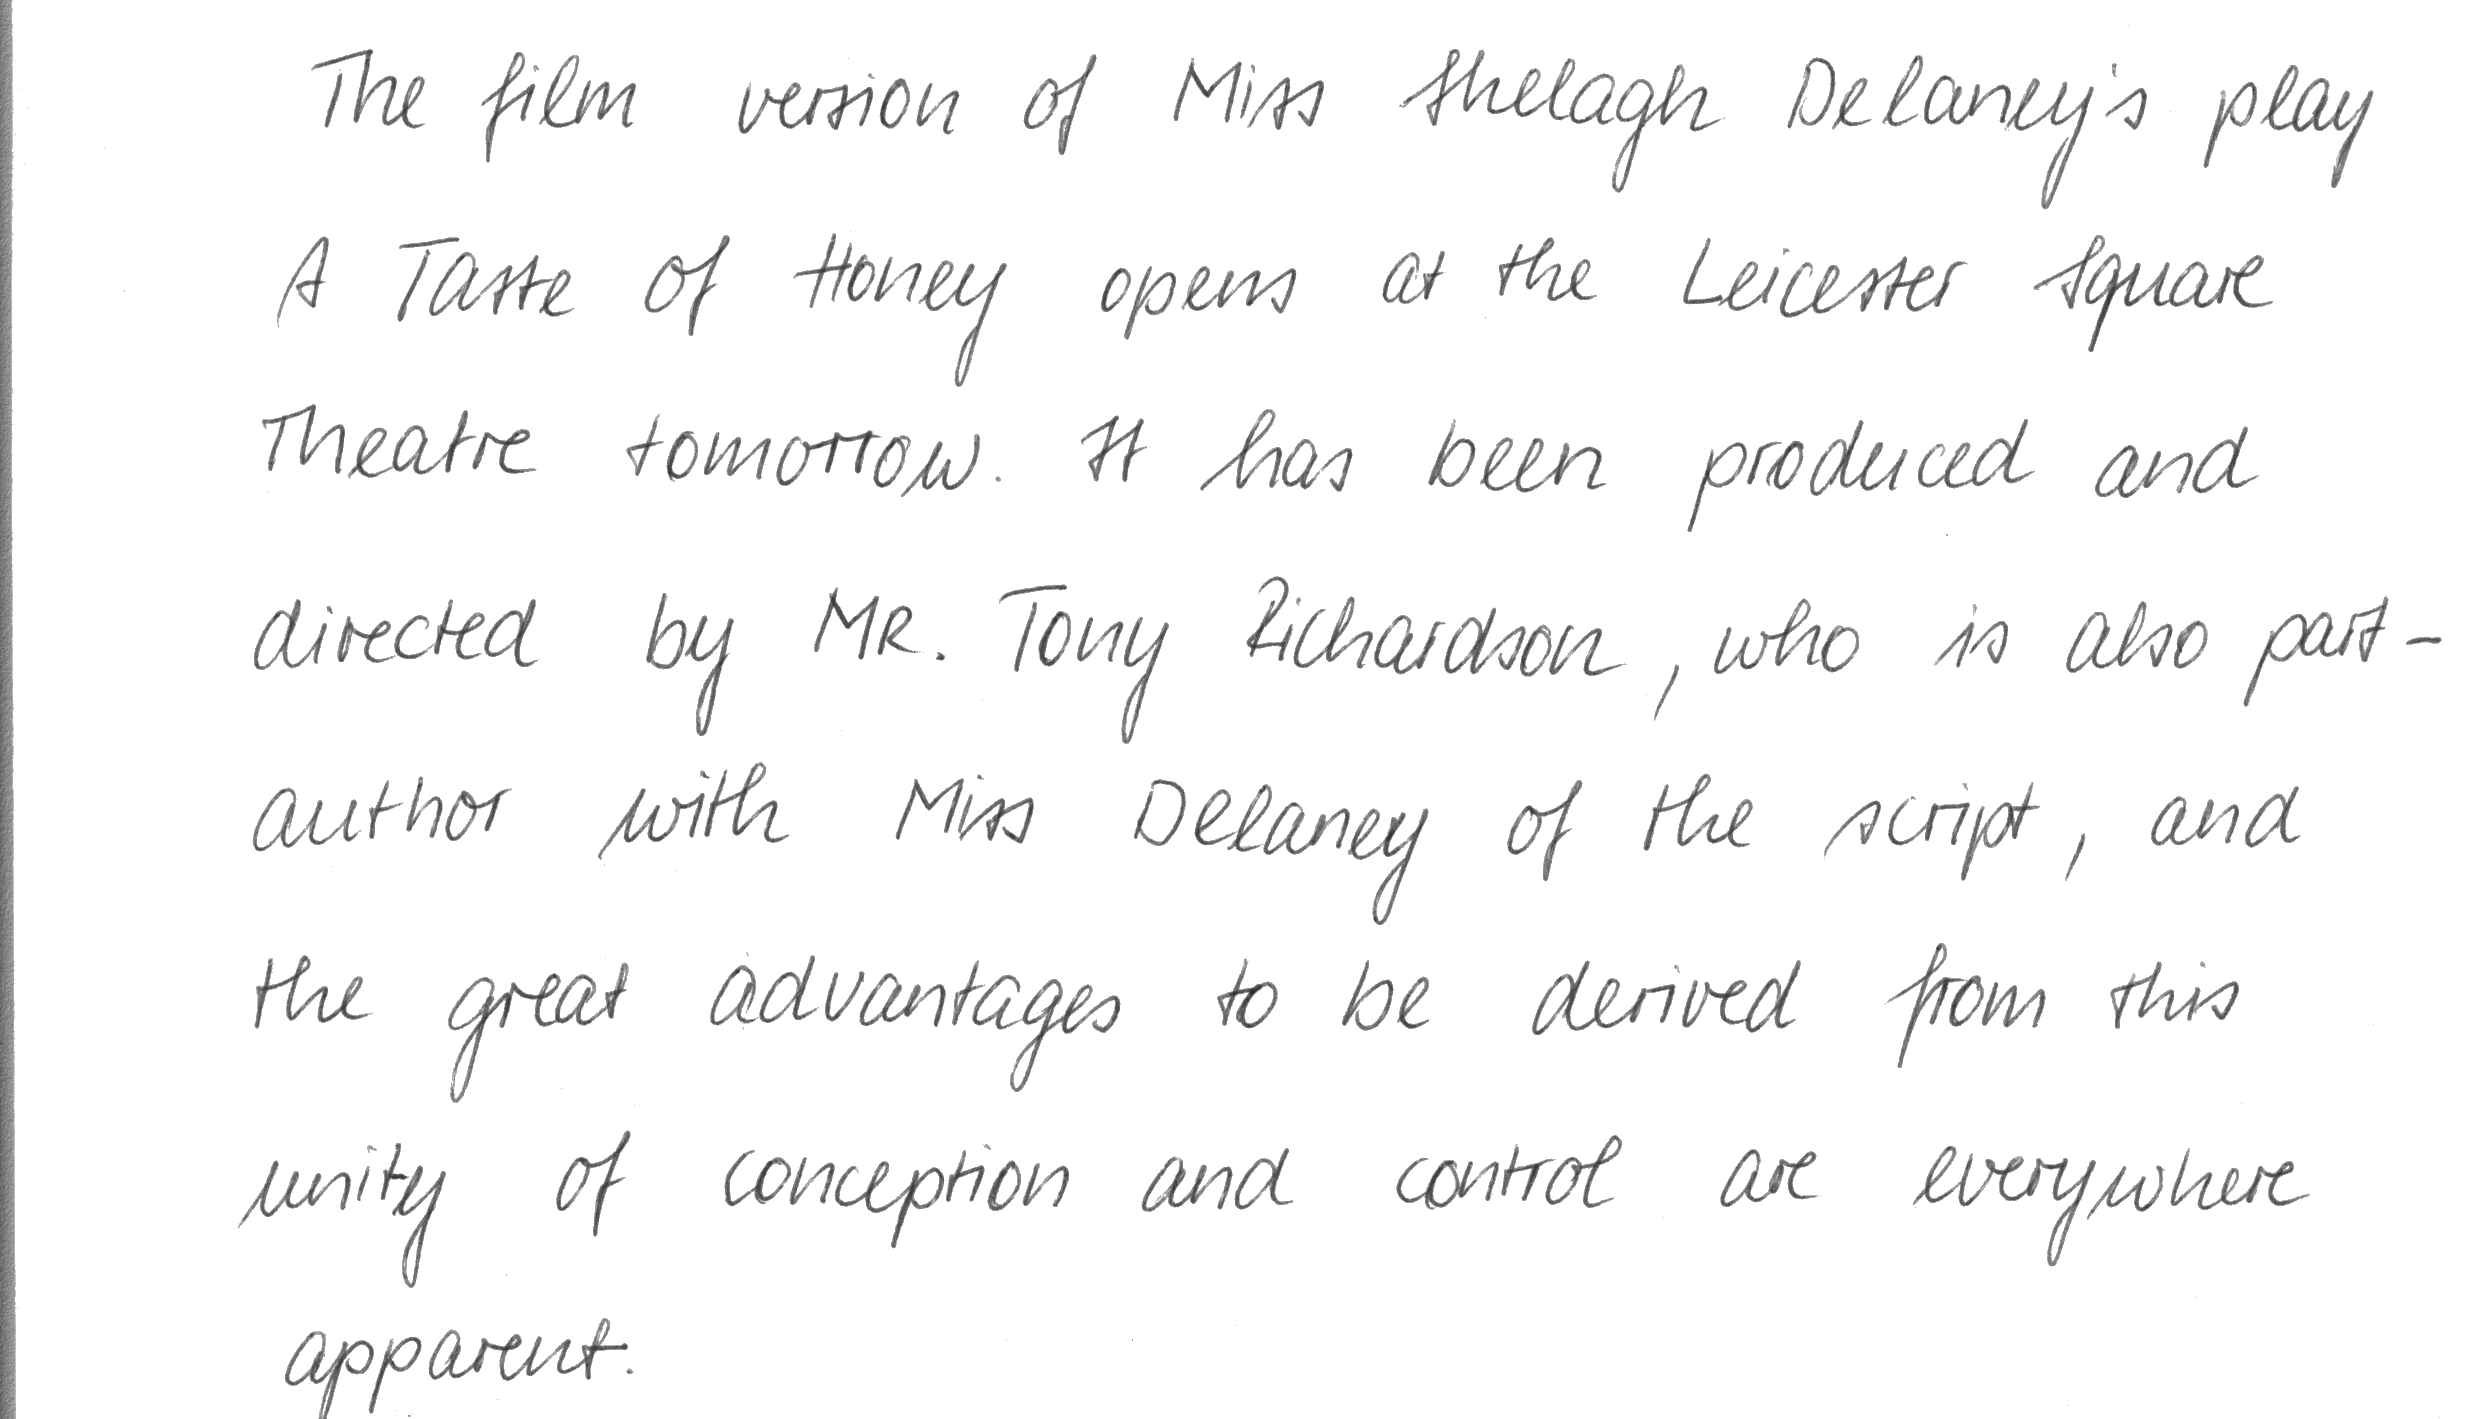 The film version of Miss Shelagh Delaney's play
A Taste of Honey opens at the Leicester Square
Theatre tomorrow. It has been produced and
directed by Mr. Tony Richardson, who is also part-
author with Miss Delaney of the script, and
the great advantages to be derived from this
unity of conception and control are everywhere
apparent.